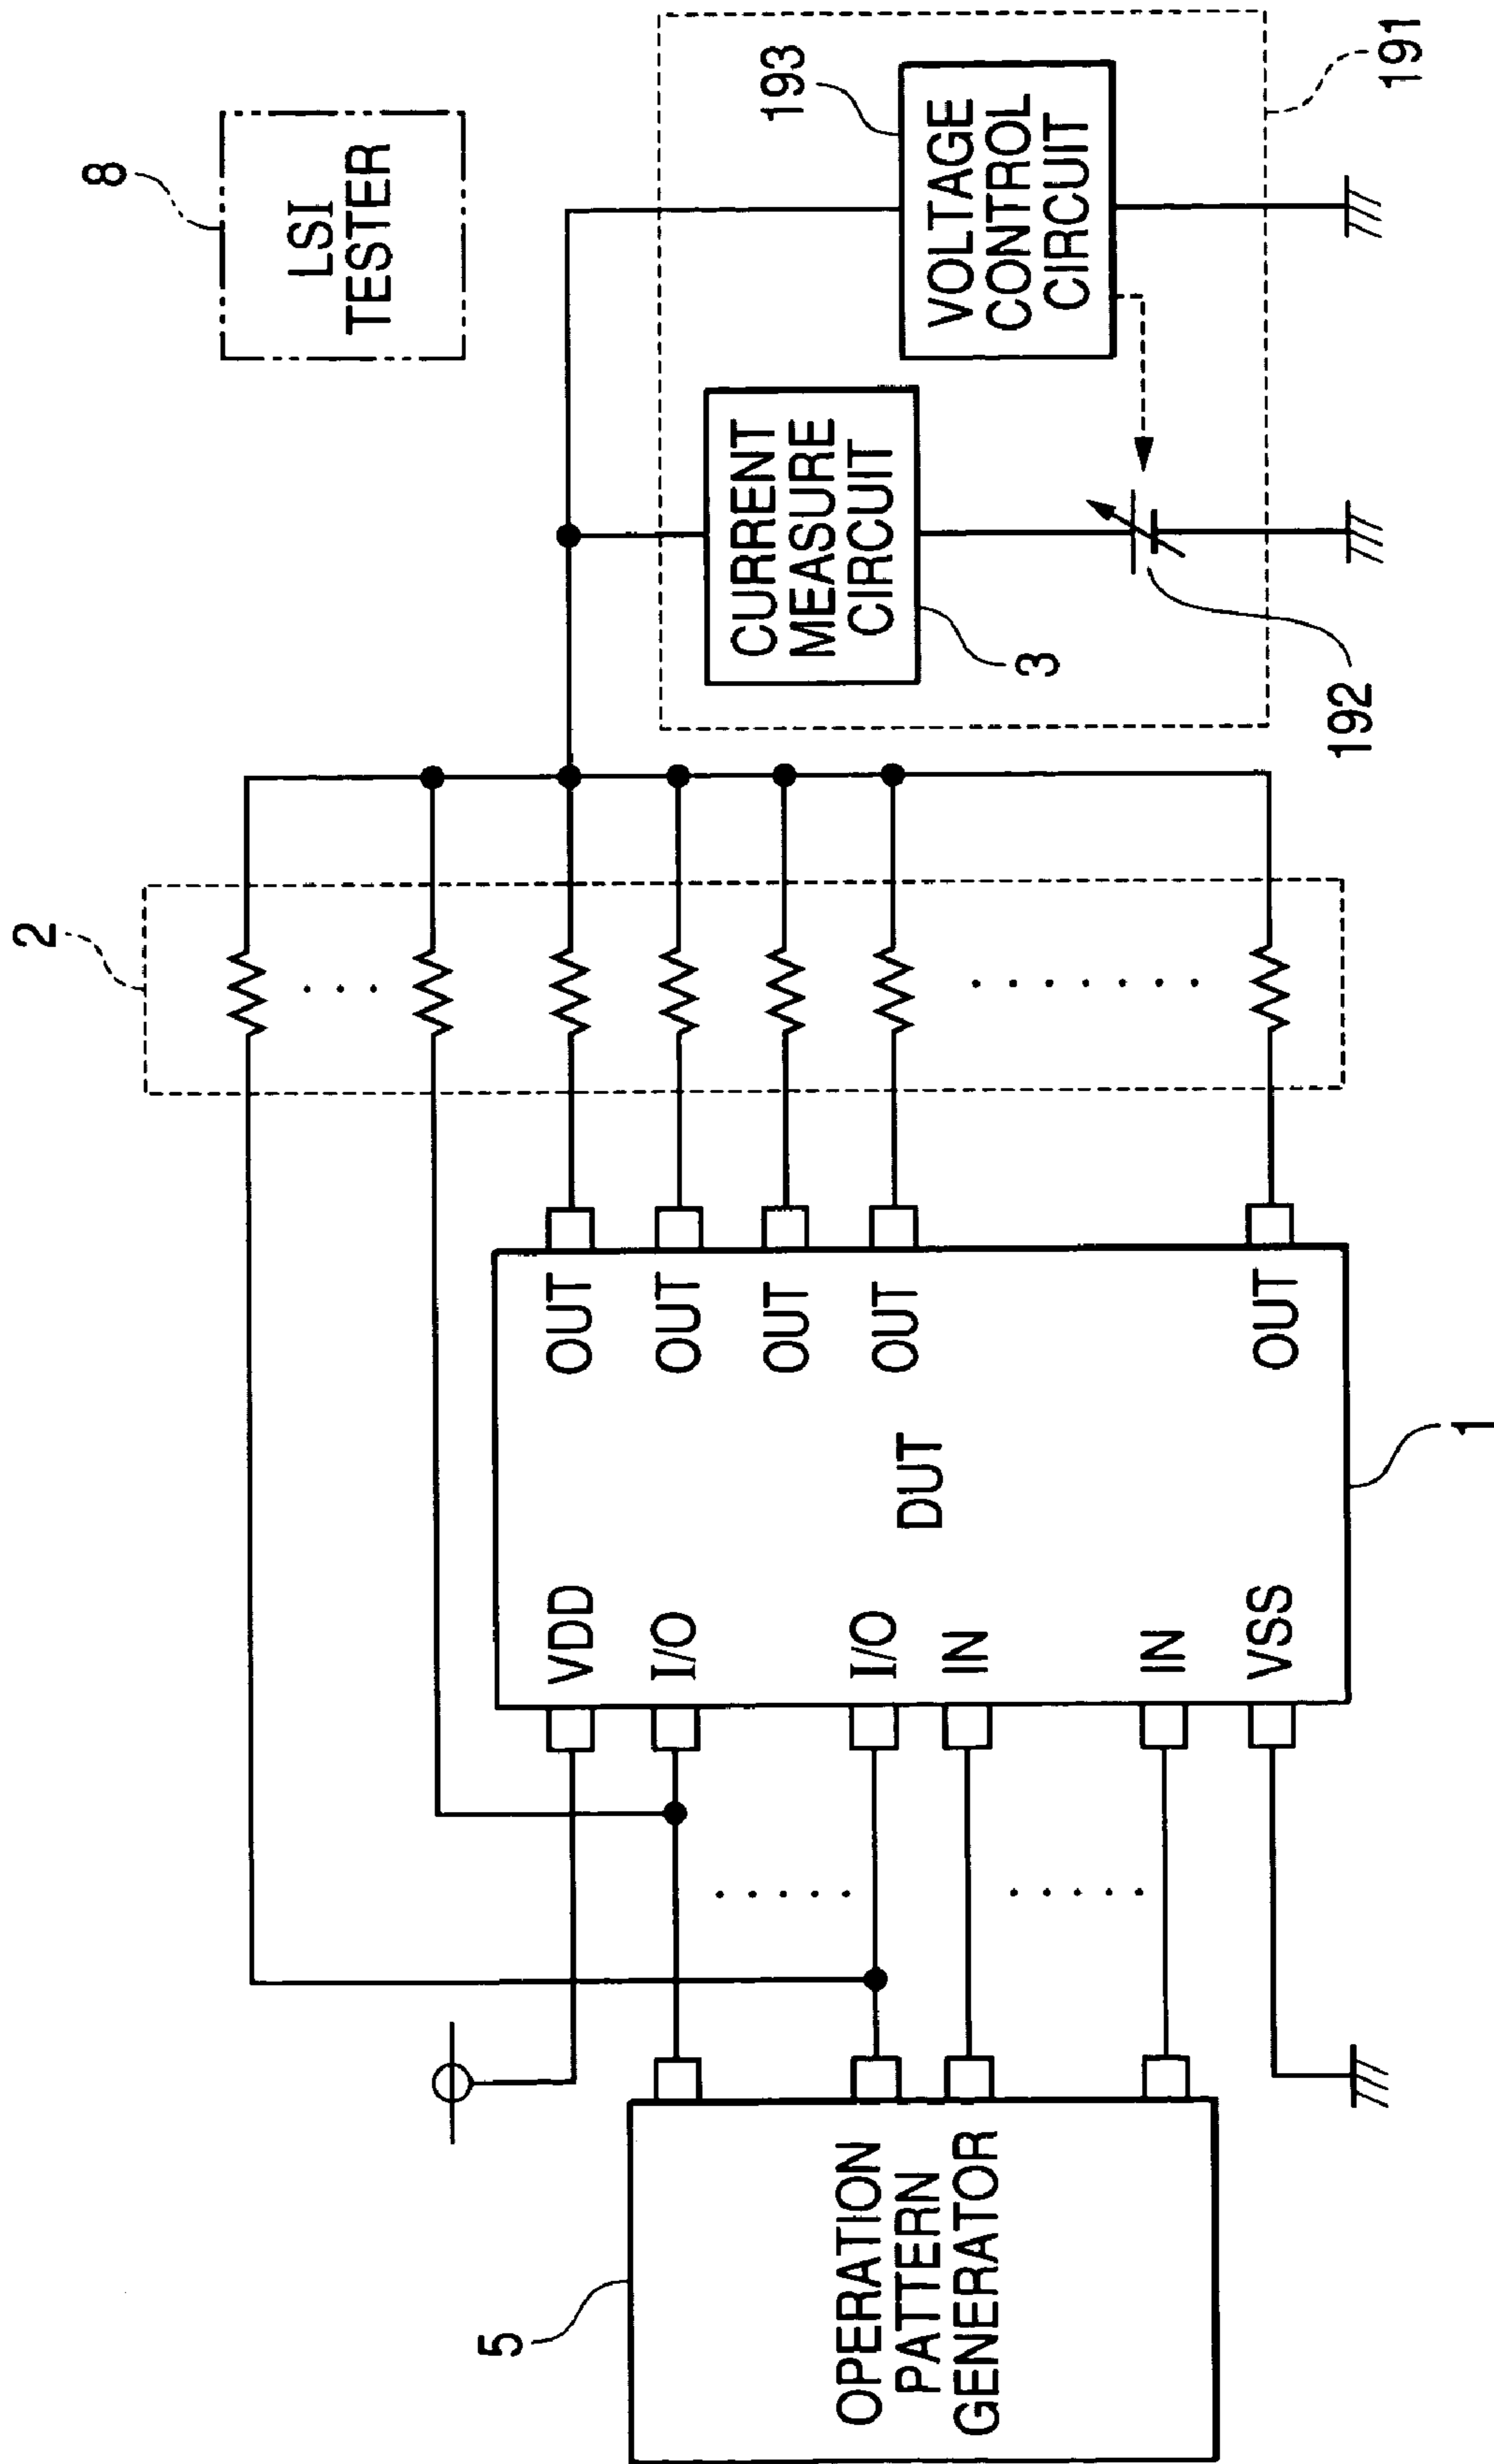 8
LSI
TESTER
2
193
VOLTAGE
CONTROL
CIRCUIT
CURRENT
MEASURE
CIRCUIT
3
192
191
VDD
I/O
I/O
IN
IN
VSS
DUT
OUT
OUT
OUT
OUT
OUT
1
5
OPERATION
PATTERN
GENERATOR